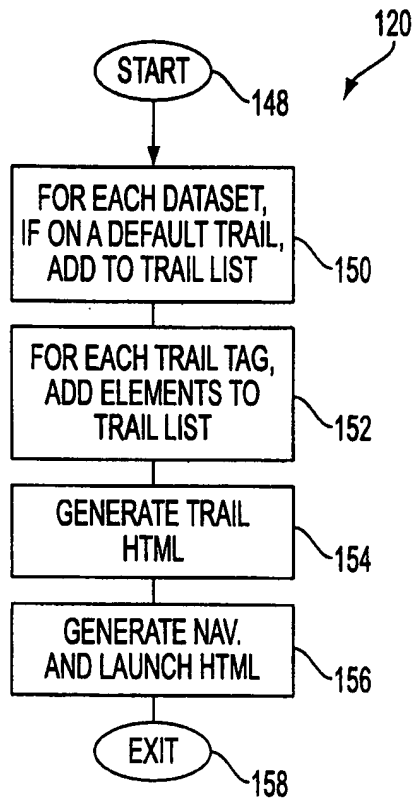 120
START
148
FOR EACH DATASET,
IF ON A DEFAULT TRAIL,
ADD TO TRAIL LIST
150
FOR EACH TRAIL TAG,
ADD ELEMENTS TO
TRAIL LIST
152
GENERATE TRAIL
HTML
154
GENERATE NAV.
AND LAUNCH HTML
156
EXIT
158